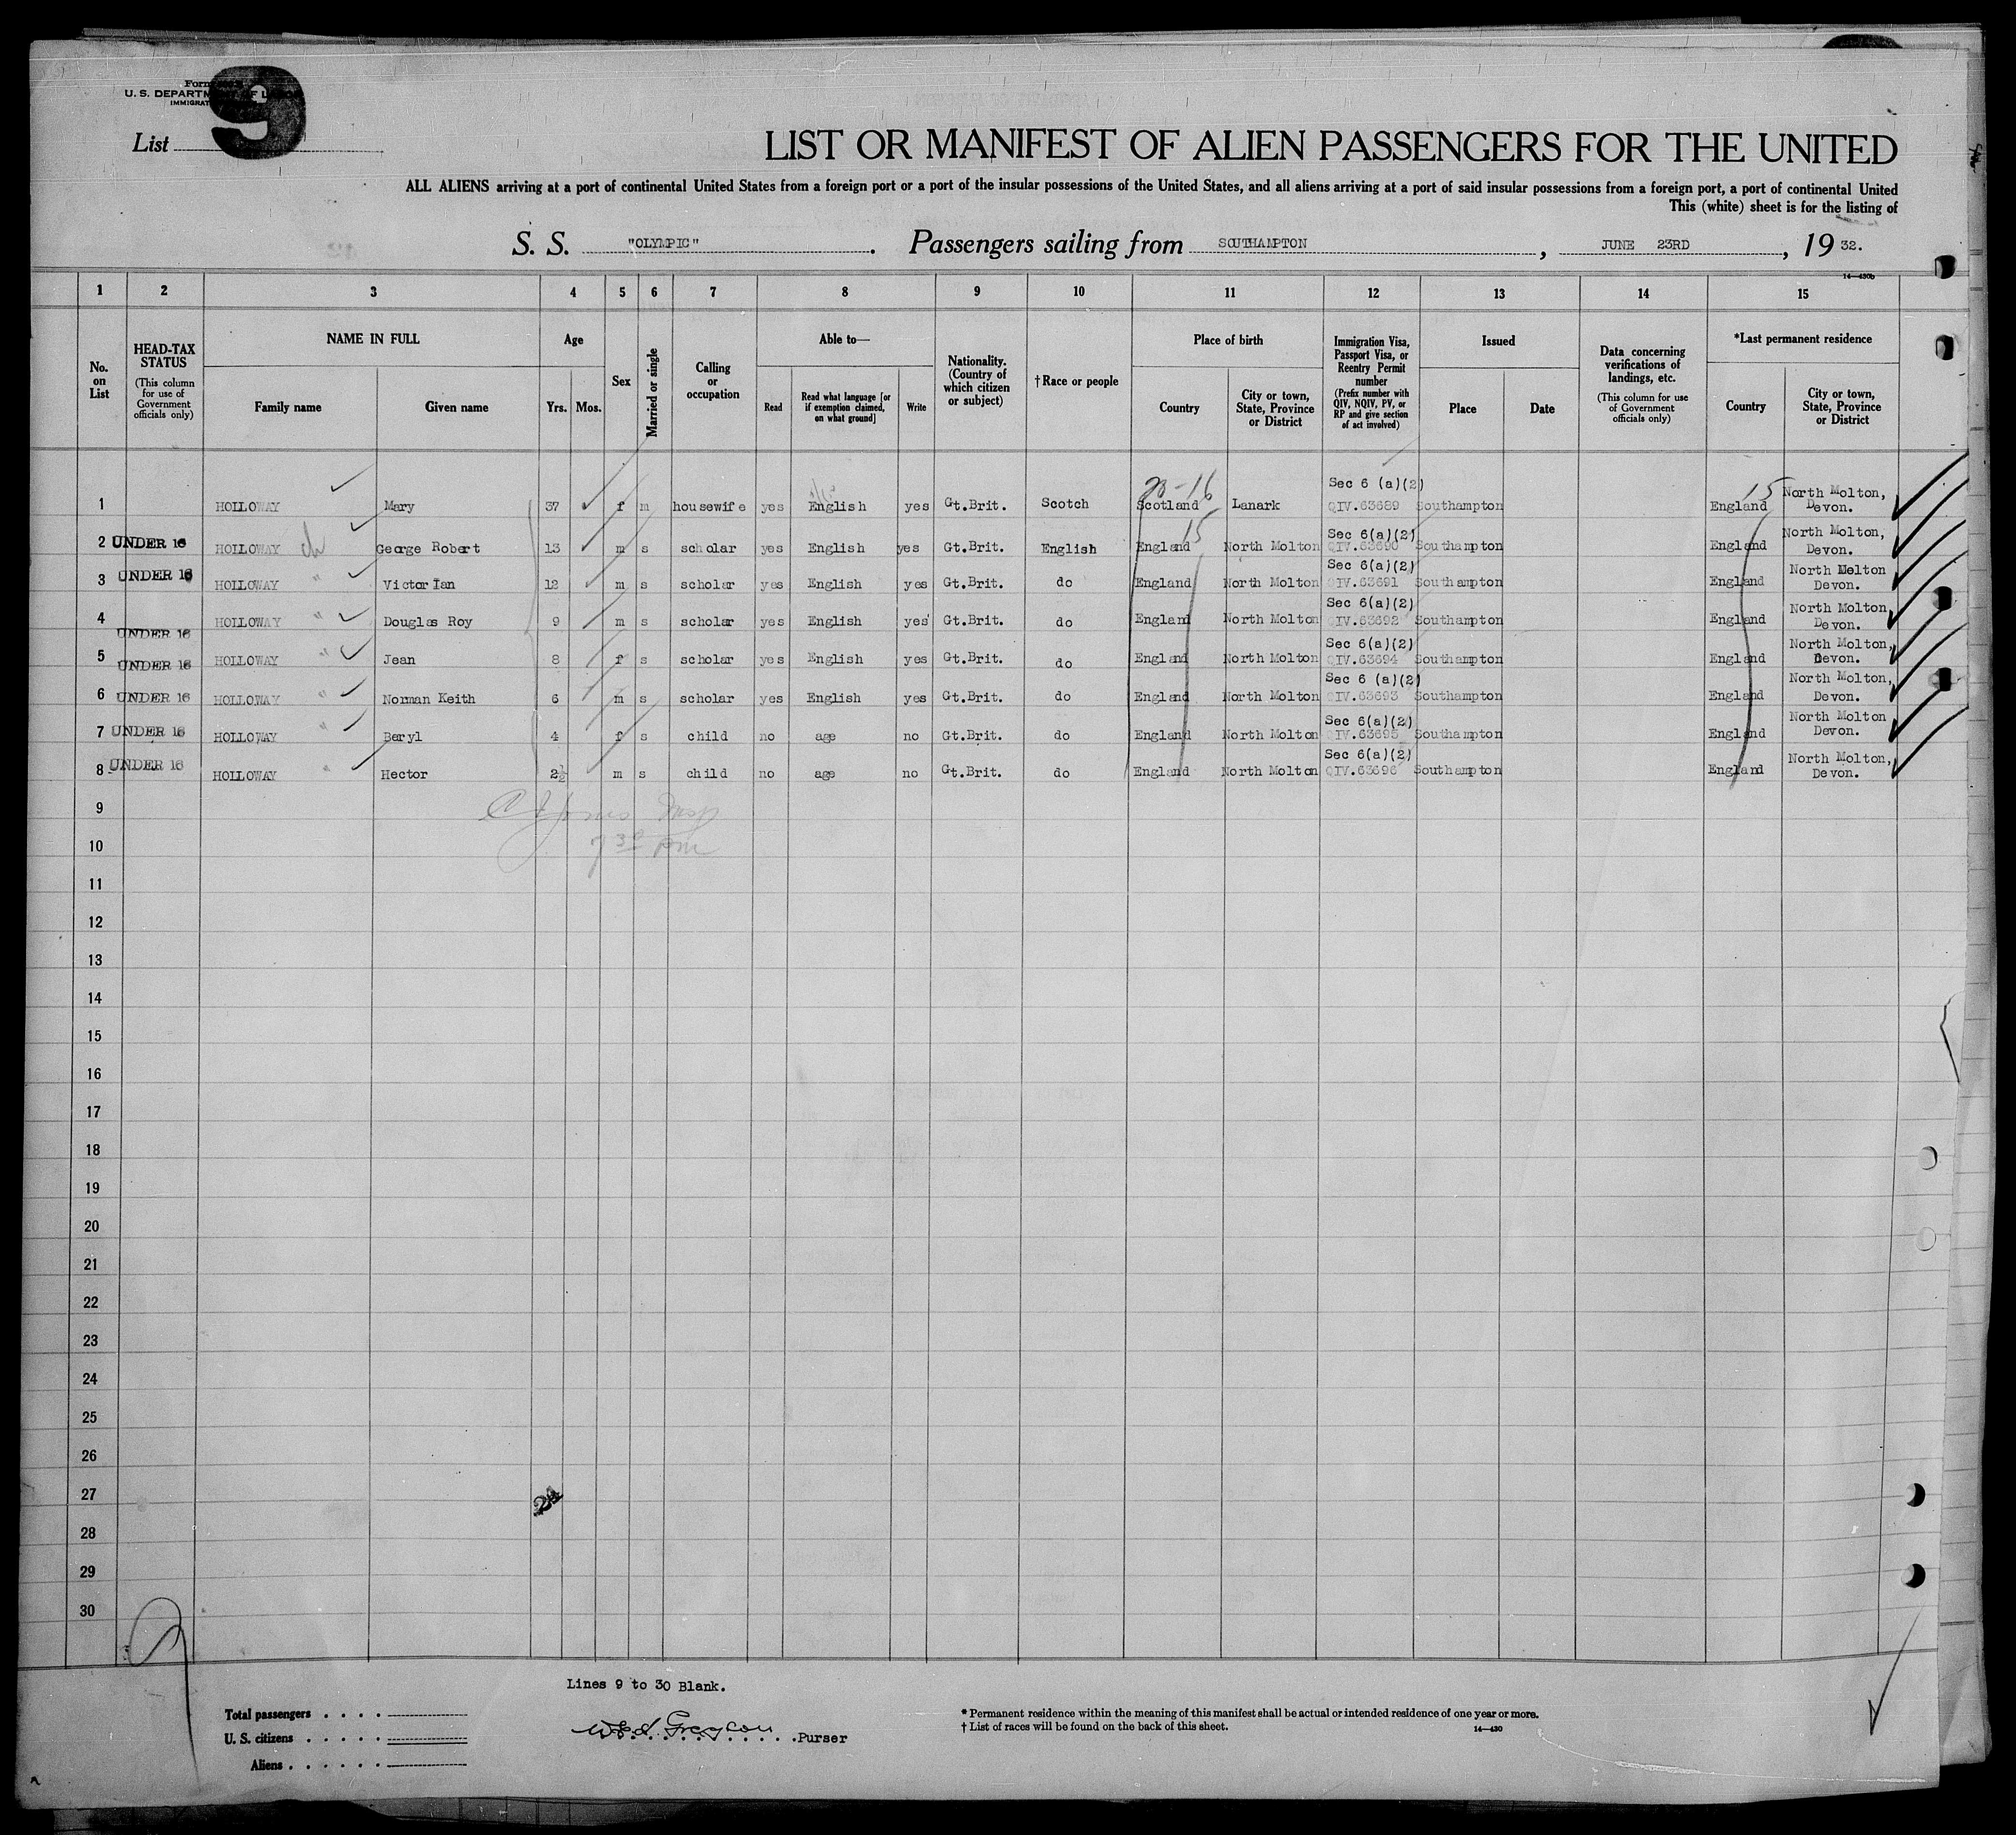 Form
U. S. DEPARTMENT OF LABOR
IMMIGRAT
9
List
LIST OR MANIFEST OF ALIEN PASSENGERS FOR THE UNITED
ALL ALIENS arriving at a port of continental United States from a foreign port or a port of the insular possessions of the United States, and all aliens arriving at a port of said insular possessions from a foreign port, a port of continental United
This (white) sheet is for the listing of
S. S. "OLYMPIC". Passengers sailing from SOUTHAMPTON, JUNE 23RD, 19 32.
14—430b
1 2 3 4 5 6 7 8 9 10 11 12 13 14 15
No. on List
HEAD-TAX STATUS (This column for use of Government officials only)
NAME IN FULL
Family name Given name
Age
Yrs. Mos.
Sex
Married or single
Calling or occupation
Able to—
Read Read what language [or if exemption claimed, on what ground] Write
Nationality. (Country of which citizen or subject)
†Race or people
Place of birth
Country City or town, State, Province or District
Immigration Visa, Passport Visa, or Reentry Permit number (Prefix number with QIV, NQIV, PV, or RP and give section of act involved)
Issued
Place Date
Data concerning verifications of landings, etc. (This column for use of Government officials only)
*Last permanent residence
Country City or town, State, Province or District
1 HOLLOWAY Mary 37 f m housewife yes English yes Gt.Brit. Scotch Scotland Lanark Sec 6 (a)(2) QIV.63689 Southampton England 15 North Molton, Devon.
2 UNDER 16 HOLLOWAY ch George Robert 13 m s scholar yes English yes Gt.Brit. English England 15 North Molton Sec 6(a)(2) QIV.63690 Southampton England North Molton, Devon.
3 UNDER 16 HOLLOWAY " Victor Ian 12 m s scholar yes English yes Gt.Brit. do England North Molton Sec 6(a)(2) QIV.63691 Southampton England North Molton Devon.
4 UNDER 16 HOLLOWAY " Douglas Roy 9 m s scholar yes English yes Gt.Brit. do England North Molton Sec 6(a)(2) QIV.63692 Southampton England North Molton, Devon.
5 UNDER 16 HOLLOWAY " Jean 8 f s scholar yes English yes Gt.Brit. do England North Molton Sec 6(a)(2) QIV.63694 Southampton England North Molton, Devon.
6 UNDER 16 HOLLOWAY " Norman Keith 6 m s scholar yes English yes Gt.Brit. do England North Molton Sec 6 (a)(2) QIV.63693 Southampton England North Molton, Devon.
7 UNDER 16 HOLLOWAY " Beryl 4 f s child no age no Gt.Brit. do England North Molton Sec 6(a)(2) QIV.63695 Southampton England North Molton Devon.
8 UNDER 16 HOLLOWAY " Hector 2½ m s child no age no Gt.Brit. do England North Molton Sec 6(a)(2) QIV.63696 Southampton England North Molton, Devon.
9
7 30 pm
10
11
12
13
14
15
16
17
18
19
20
21
22
23
24
25
26
27
24
28
29
30
Lines 9 to 30 Blank.
Total passengers . . . .
U. S. citizens . . . . .
Aliens . . . . . .
Purser
* Permanent residence within the meaning of this manifest shall be actual or intended residence of one year or more.
† List of races will be found on the back of this sheet.
14—430